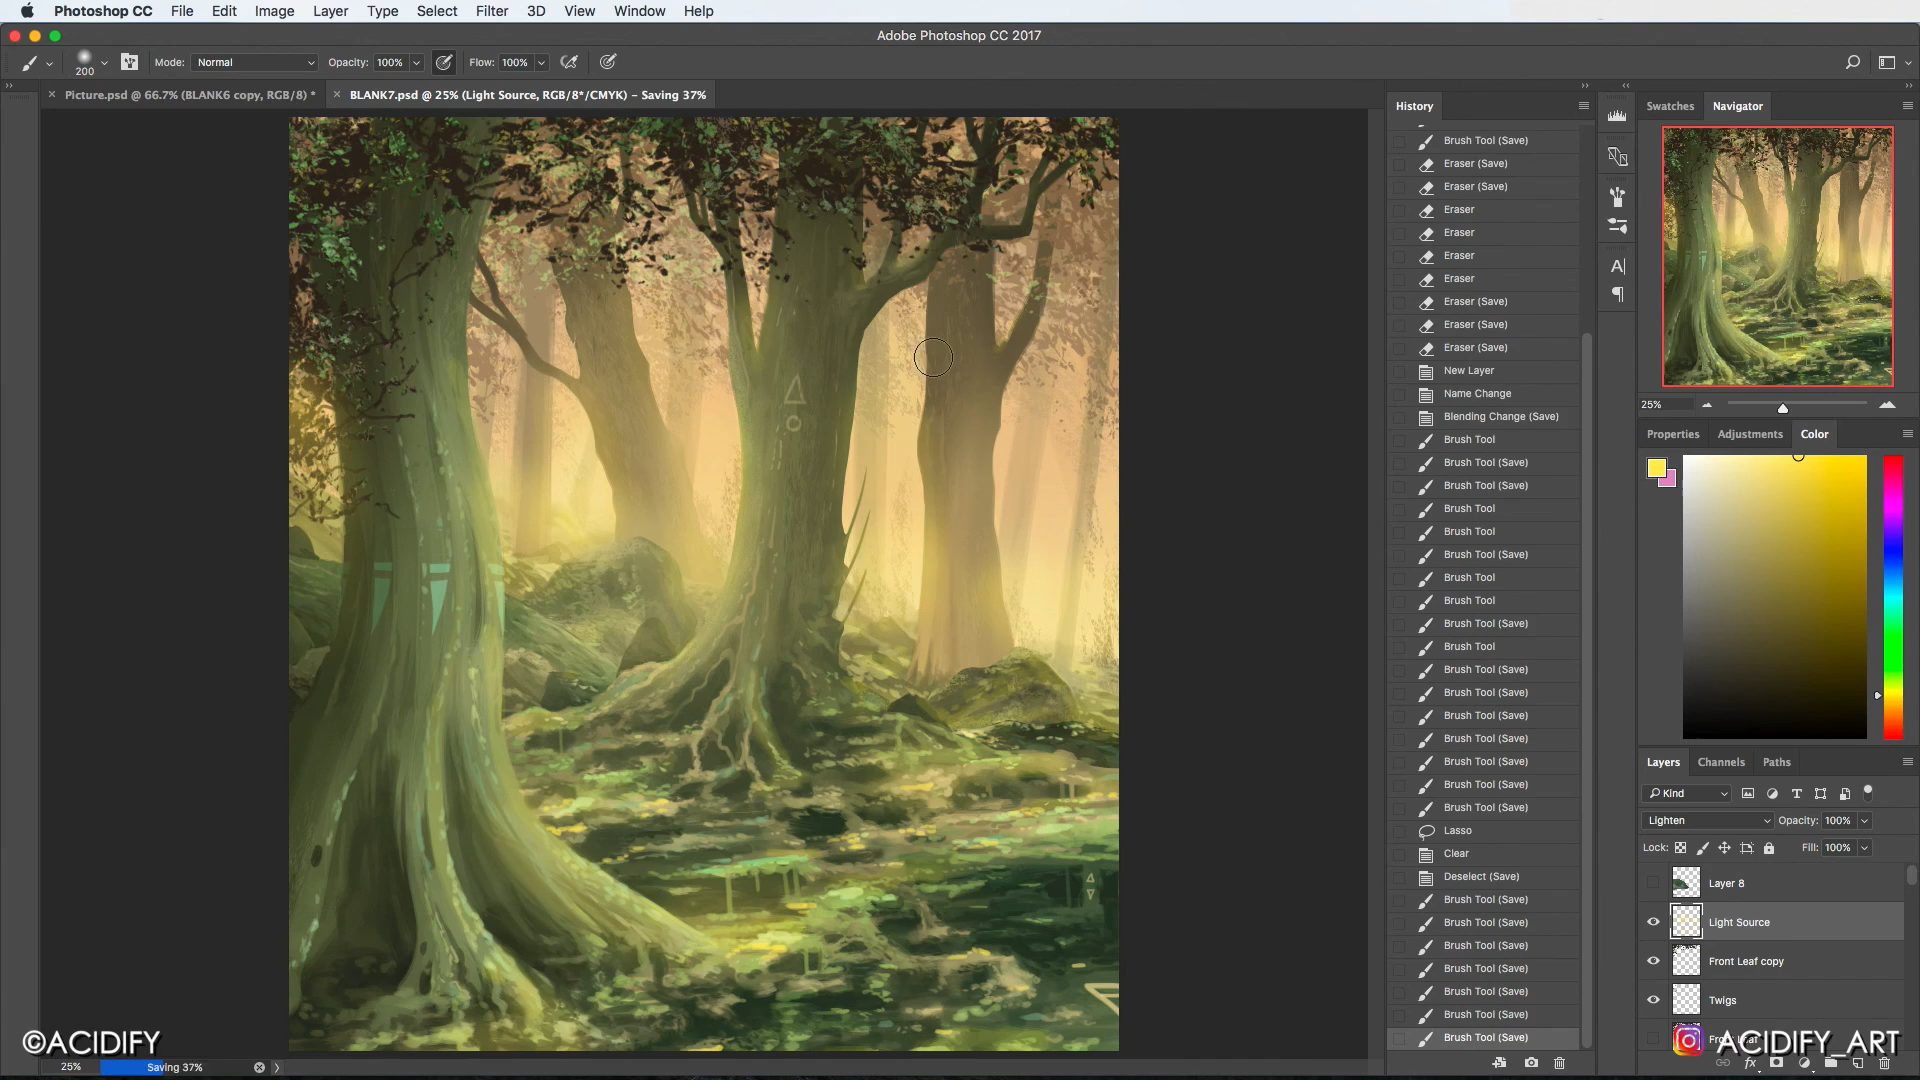 Photoshop CC File Edit Image Layer Type Select Filter 3D View Window Help
Adobe Photoshop CC 2017
200 Mode: Normal Opacity: 100% Flow: 100%
Picture.psd @ 66.7% (BLANK6 copy, RGB/8) *
BLANK7.psd @ 25% (Light Source, RGB/8*/CMYK) – Saving 37%
History
Brush Tool (Save)
Eraser (Save)
Eraser (Save)
Eraser
Eraser
Eraser
Eraser
Eraser (Save)
Eraser (Save)
Eraser (Save)
New Layer
Name Change
Blending Change (Save)
Brush Tool
Brush Tool (Save)
Brush Tool (Save)
Brush Tool
Brush Tool
Brush Tool (Save)
Brush Tool
Brush Tool
Brush Tool (Save)
Brush Tool
Brush Tool (Save)
Brush Tool (Save)
Brush Tool (Save)
Brush Tool (Save)
Brush Tool (Save)
Brush Tool (Save)
Brush Tool (Save)
Lasso
Clear
Deselect (Save)
Brush Tool (Save)
Brush Tool (Save)
Brush Tool (Save)
Brush Tool (Save)
Brush Tool (Save)
Brush Tool (Save)
Brush Tool (Save)
Swatches Navigator
25%
Properties Adjustments Color
Layers Channels Paths
Kind
Lighten Opacity: 100%
Lock: Fill: 100%
Layer 8
Light Source
Front Leaf copy
Twigs
©ACIDIFY
ACIDIFY_ART
25% Saving 37%